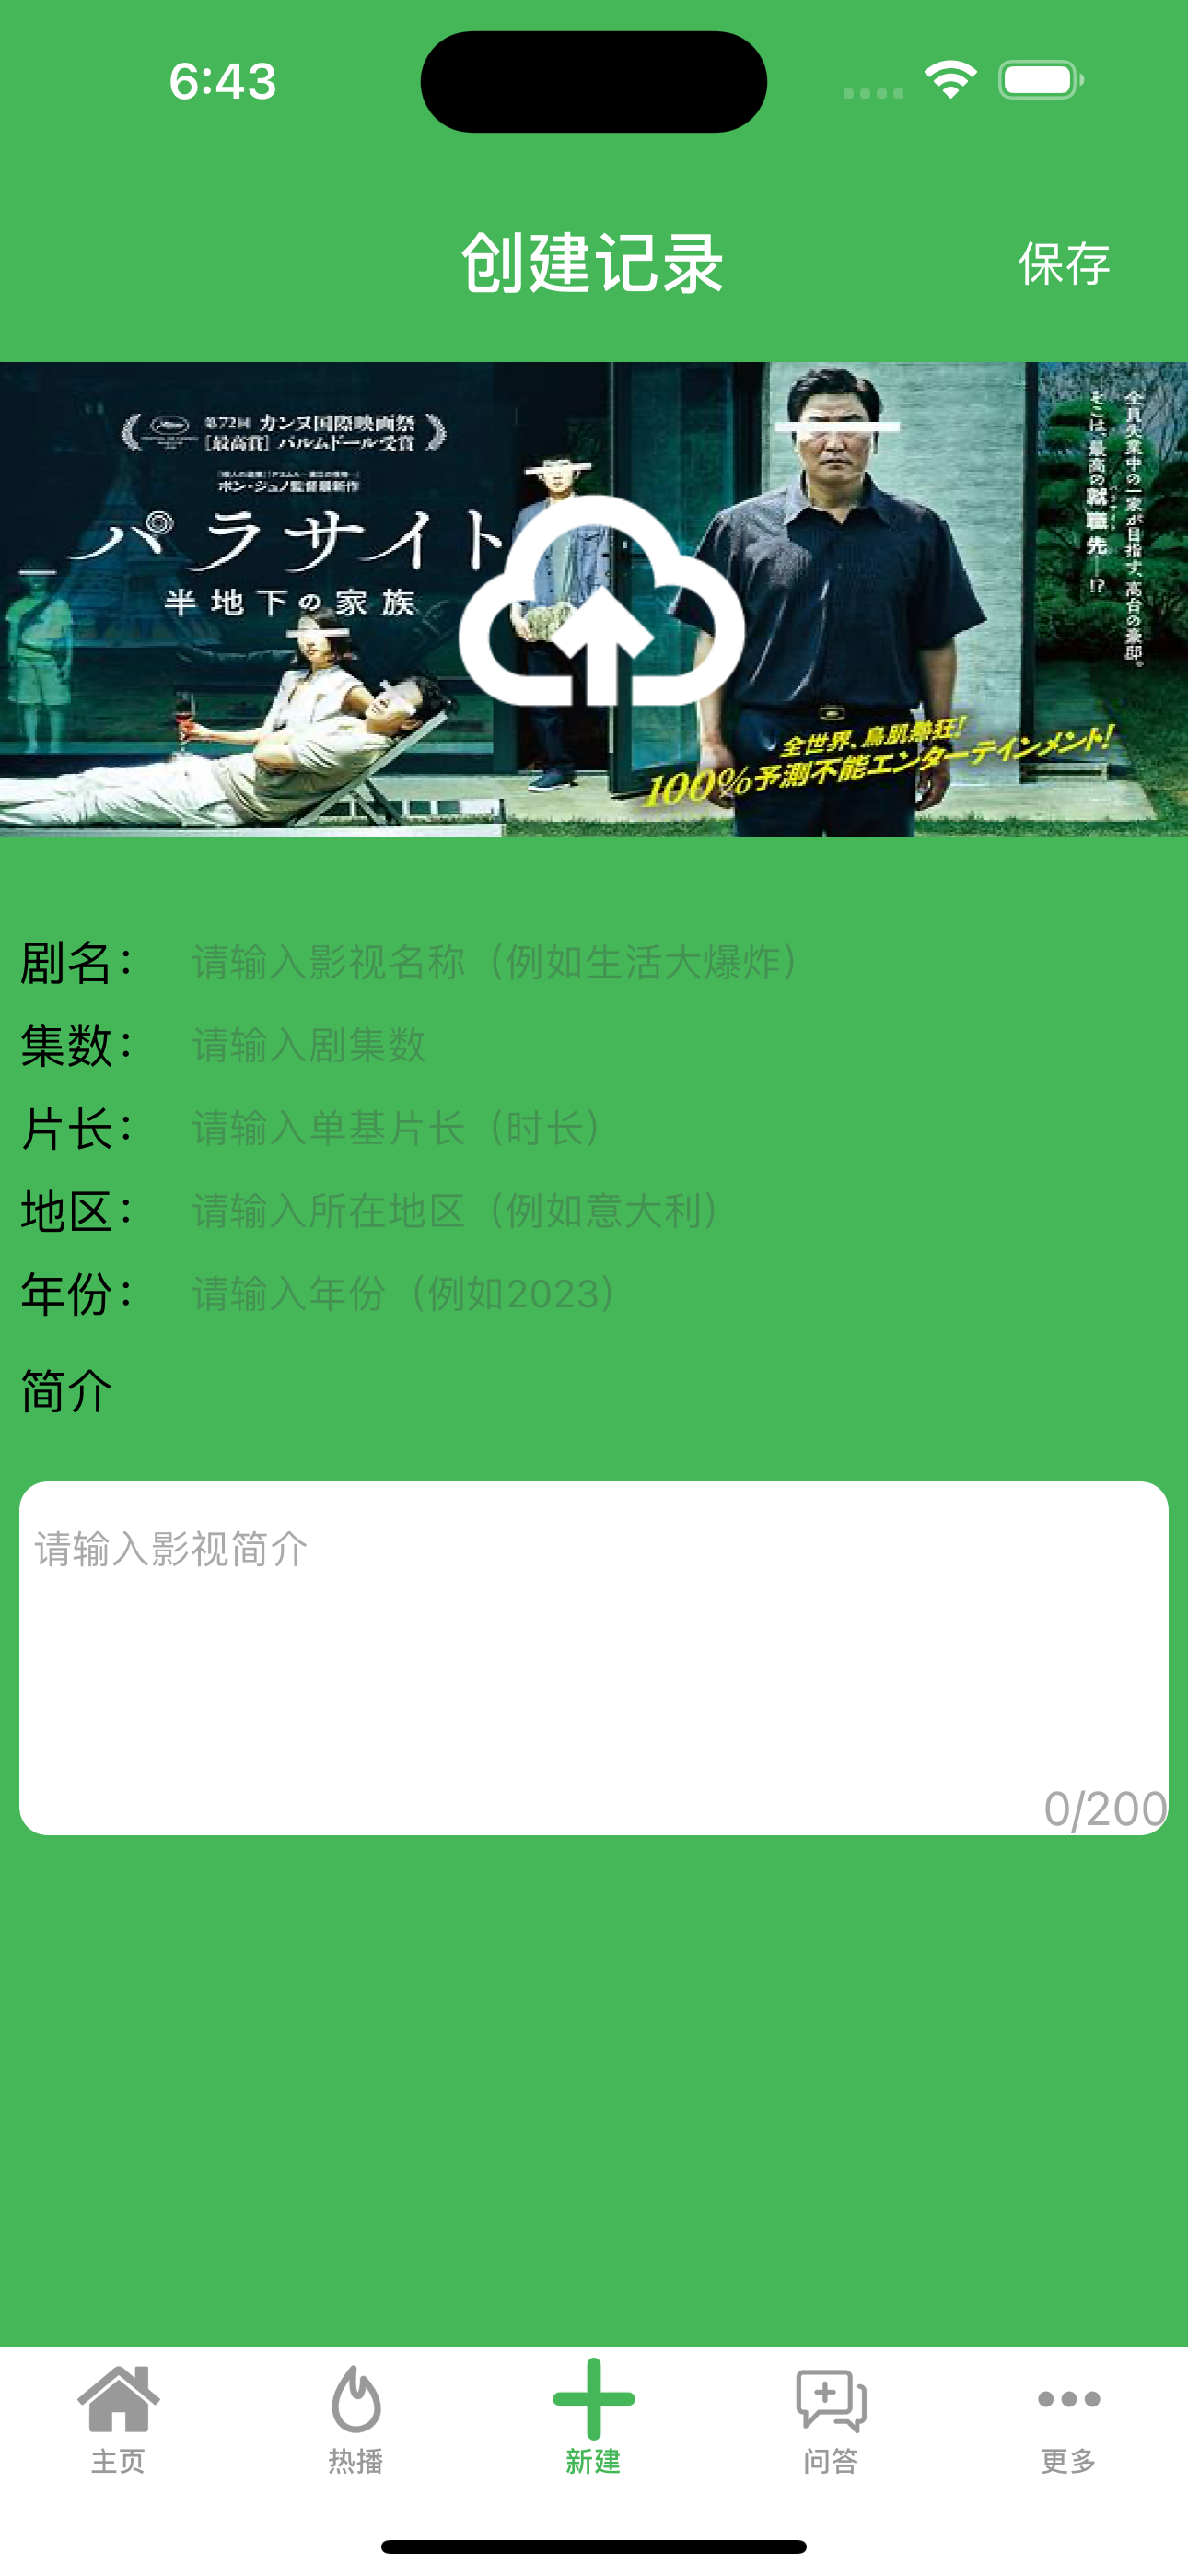 6:43
创建记录
保存
第72回 カンヌ国際映画祭
［最高賞］パルムドール受賞
ポン・ジュノ監督最新作
パラサイト
半地下の家族
全員失業中の一家が目指す、高台の豪邸。
そこは、最高の就職先――!?
全世界、鳥肌熱狂!
100%予測不能エンターテインメント!
剧名： 请输入影视名称（例如生活大爆炸）
集数： 请输入剧集数
片长： 请输入单基片长（时长）
地区： 请输入所在地区（例如意大利）
年份： 请输入年份（例如2023）
简介
请输入影视简介
0/200
主页
热播
新建
问答
更多